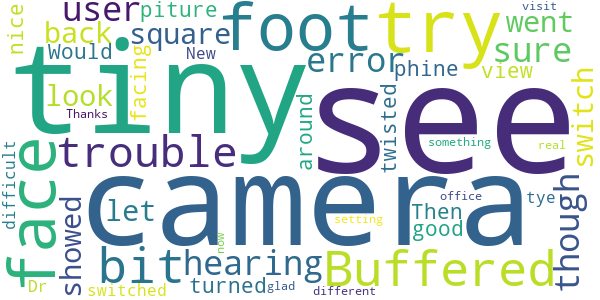 visit
nice user piture foot try went
back square
Would New error sure
tiny see
look facing phine view switch
Thanks around twisted
face trouble something real
difficult camera
showed let hearing office tye though
Then
bit good
setting
Buffered
now
Dr switched turned glad different